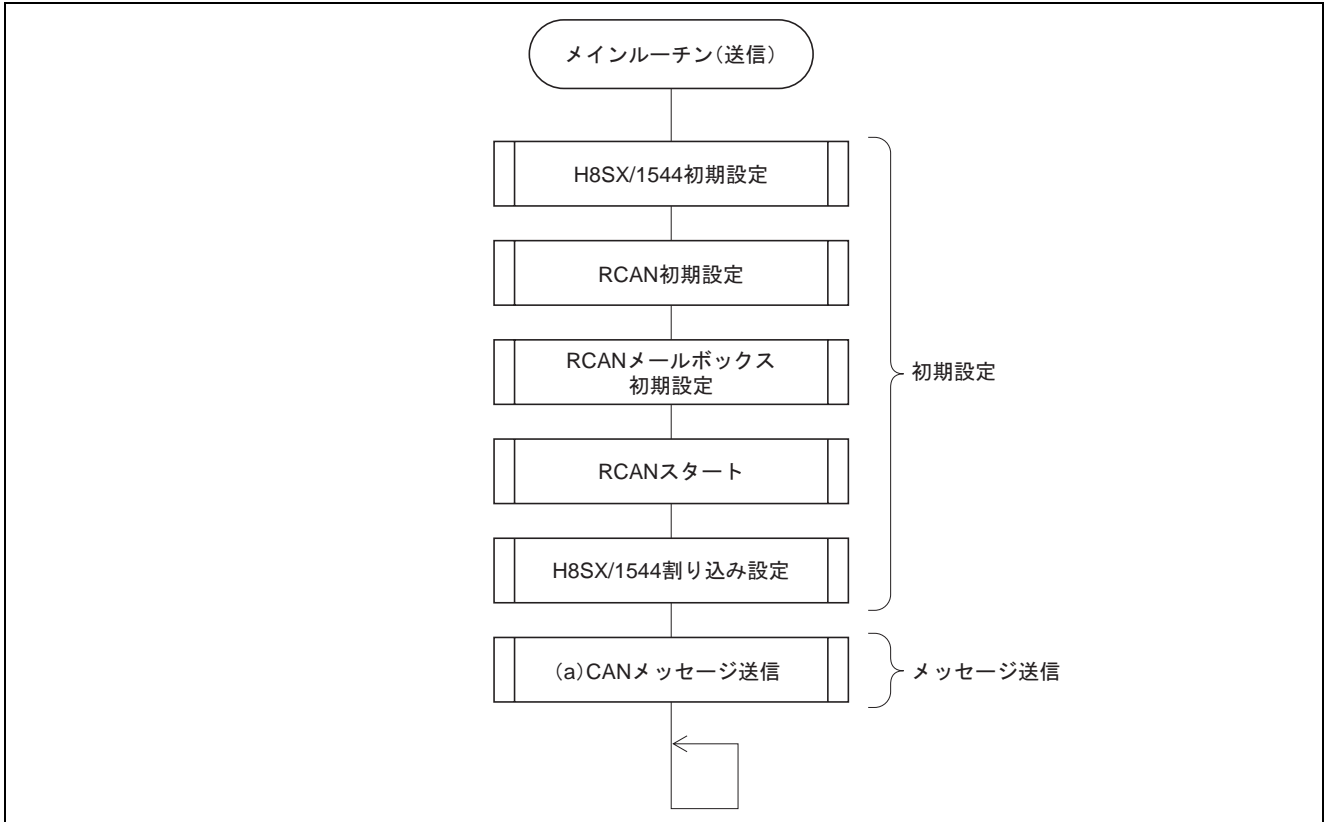 メインルーチン(送信)
H8SX/1544初期設定
RCAN初期設定
RCANメールボックス
初期設定
RCANスタート
H8SX/1544割り込み設定
初期設定
(a)CANメッセージ送信
メッセージ送信